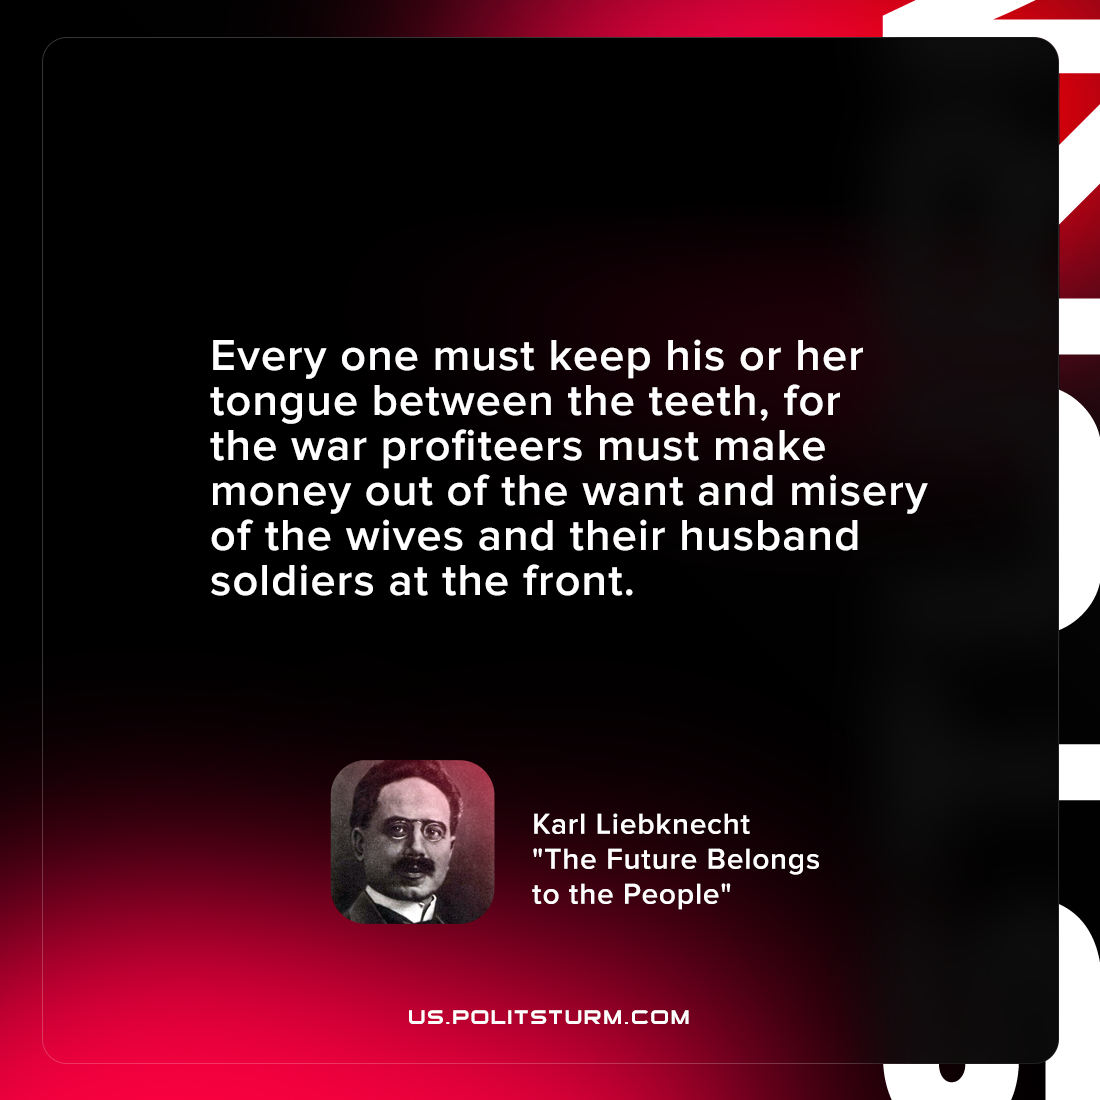 Every one must keep his or her
tongue between the teeth, for
the war profiteers must make
money out of the want and misery
of the wives and their husband
soldiers at the front.
Karl Liebknecht
"The Future Belongs
to the People"
US.POLITSTURM.COM